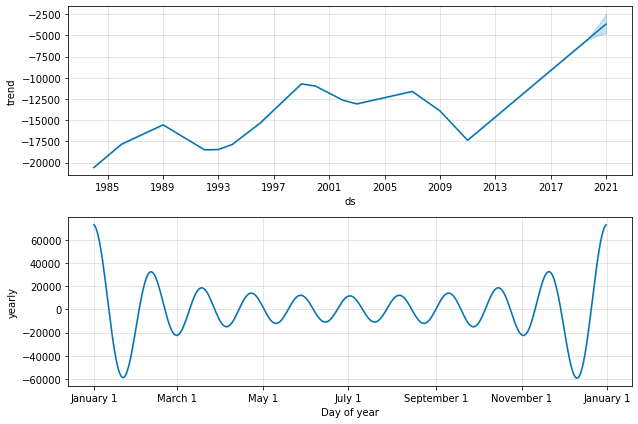 −2500
−5000
−7500
−10000
−12500
−15000
−17500
−20000
trend
1985 1989 1993 1997 2001 2005 2009 2013 2017 2021
ds
60000
40000
20000
0
−20000
−40000
−60000
yearly
January 1 March 1 May 1 July 1 September 1 November 1 January 1
Day of year